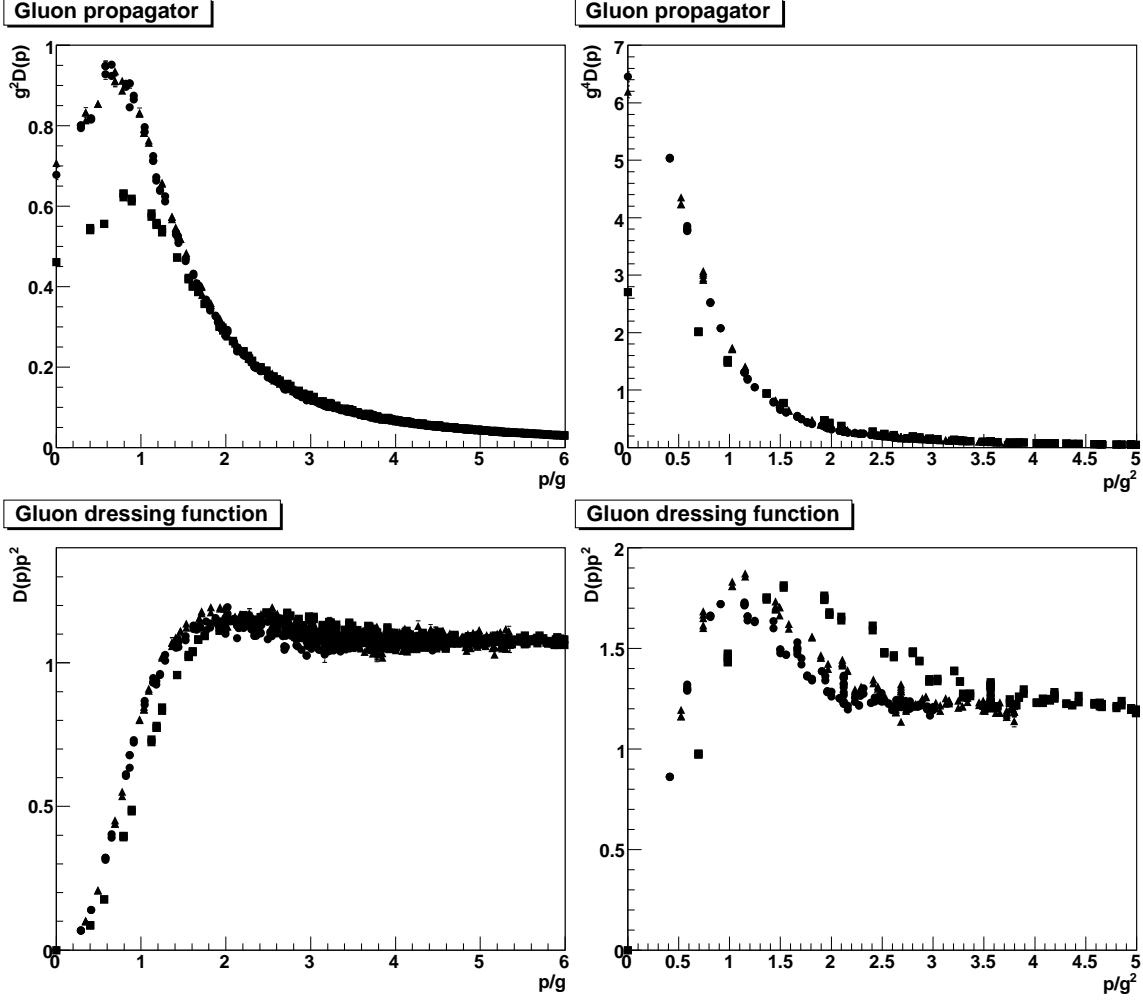 Gluon propagator
g²D(p)
1
0.8
0.6
0.4
0.2
0
0 1 2 3 4 5 6
p/g
Gluon propagator
g⁴D(p)
7
6
5
4
3
2
1
0
0 0.5 1 1.5 2 2.5 3 3.5 4 4.5 5
p/g²
Gluon dressing function
D(p)p²
1
0.5
0
0 1 2 3 4 5 6
p/g
Gluon dressing function
D(p)p²
2
1.5
1
0.5
0
0 0.5 1 1.5 2 2.5 3 3.5 4 4.5 5
p/g²